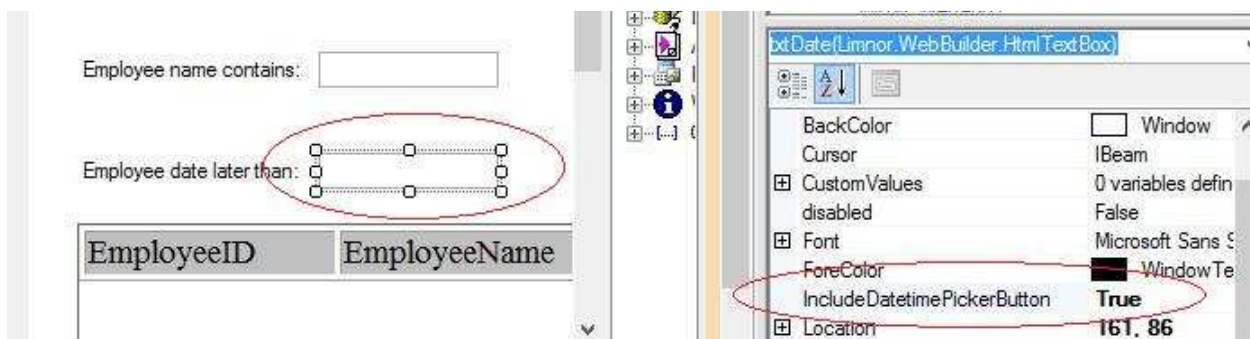 Employee name contains:
Employee date later than:
EmployeeID EmployeeName
txtDate(Limnor.WebBuilder.HtmlTextBox)
BackColor Window
Cursor IBeam
CustomValues 0 variables defin
disabled False
Font Microsoft Sans S
ForeColor WindowTe
IncludeDatetimePickerButton True
Location 161, 86